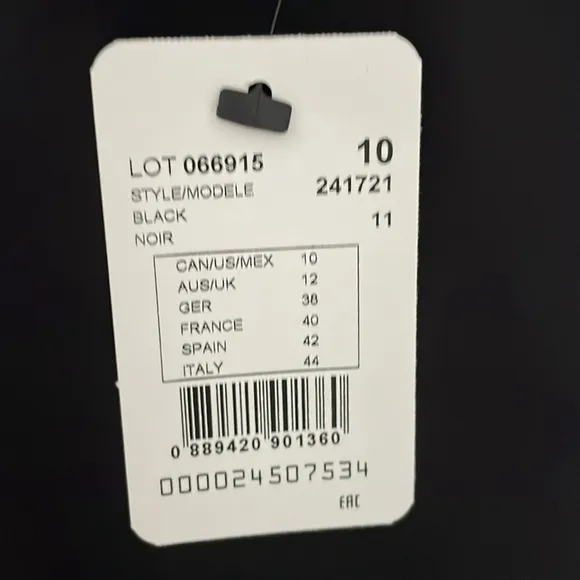 LOT 066915 10
STYLE/MODELE 241721
BLACK 11
NOIR
CAN/US/MEX 10
AUS/UK 12
GER 38
FRANCE 40
SPAIN 42
ITALY 44
0 889420 901360
000024507534
EAC